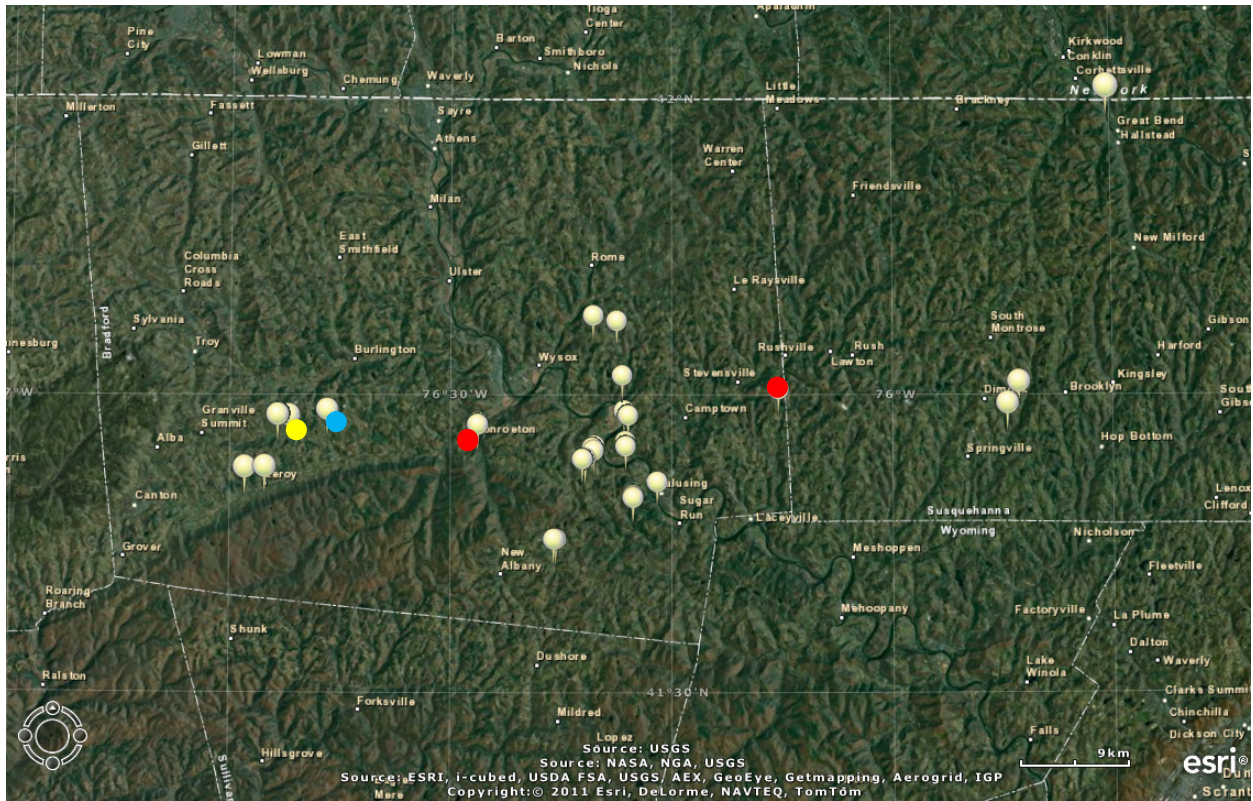 Pine
City
Lowman
Wellsburg
Chemung
Waverly
Barton
Tioga
Center
Smithboro
Nichols
Apalachin
Kirkwood
Conklin
Corbettsville
Millerton
Fassett
Sayre
42°N
Little
Meadows
Brackney
New York
Great Bend
Hallstead
Gillett
Athens
Warren
Center
Friendsville
Milan
New Milford
East
Smithfield
Columbia
Cross
Roads
Ulster
Rome
Le Raysville
Bradford
Sylvania
Troy
Burlington
Wysox
Stevensville
Rushville
Rush
Lawton
South
Montrose
Gibson
Harford
Kingsley
76°30'W
76°W
Brooklyn
South
Gibson
Granville
Summit
Alba
Camptown
Springville
Hop Bottom
Canton
Sugar
Run
Laceyville
Susquehanna
Wyoming
Lenox
Clifford
Nicholson
Grover
New
Albany
Meshoppen
Fleetville
Roaring
Branch
Mehoopany
Factoryville
La Plume
Shunk
Dalton
Waverly
Dushore
Lake
Winola
Ralston
41°30'N
Clarks Summit
Forksville
Mildred
Chinchilla
Dickson City
Lopez
Falls
Hillsgrove
9km
Source: USGS
Source: NASA, NGA, USGS
Source: ESRI, i-cubed, USDA FSA, USGS, AEX, GeoEye, Getmapping, Aerogrid, IGP
Copyright:© 2011 Esri, DeLorme, NAVTEQ, TomTom
esri®